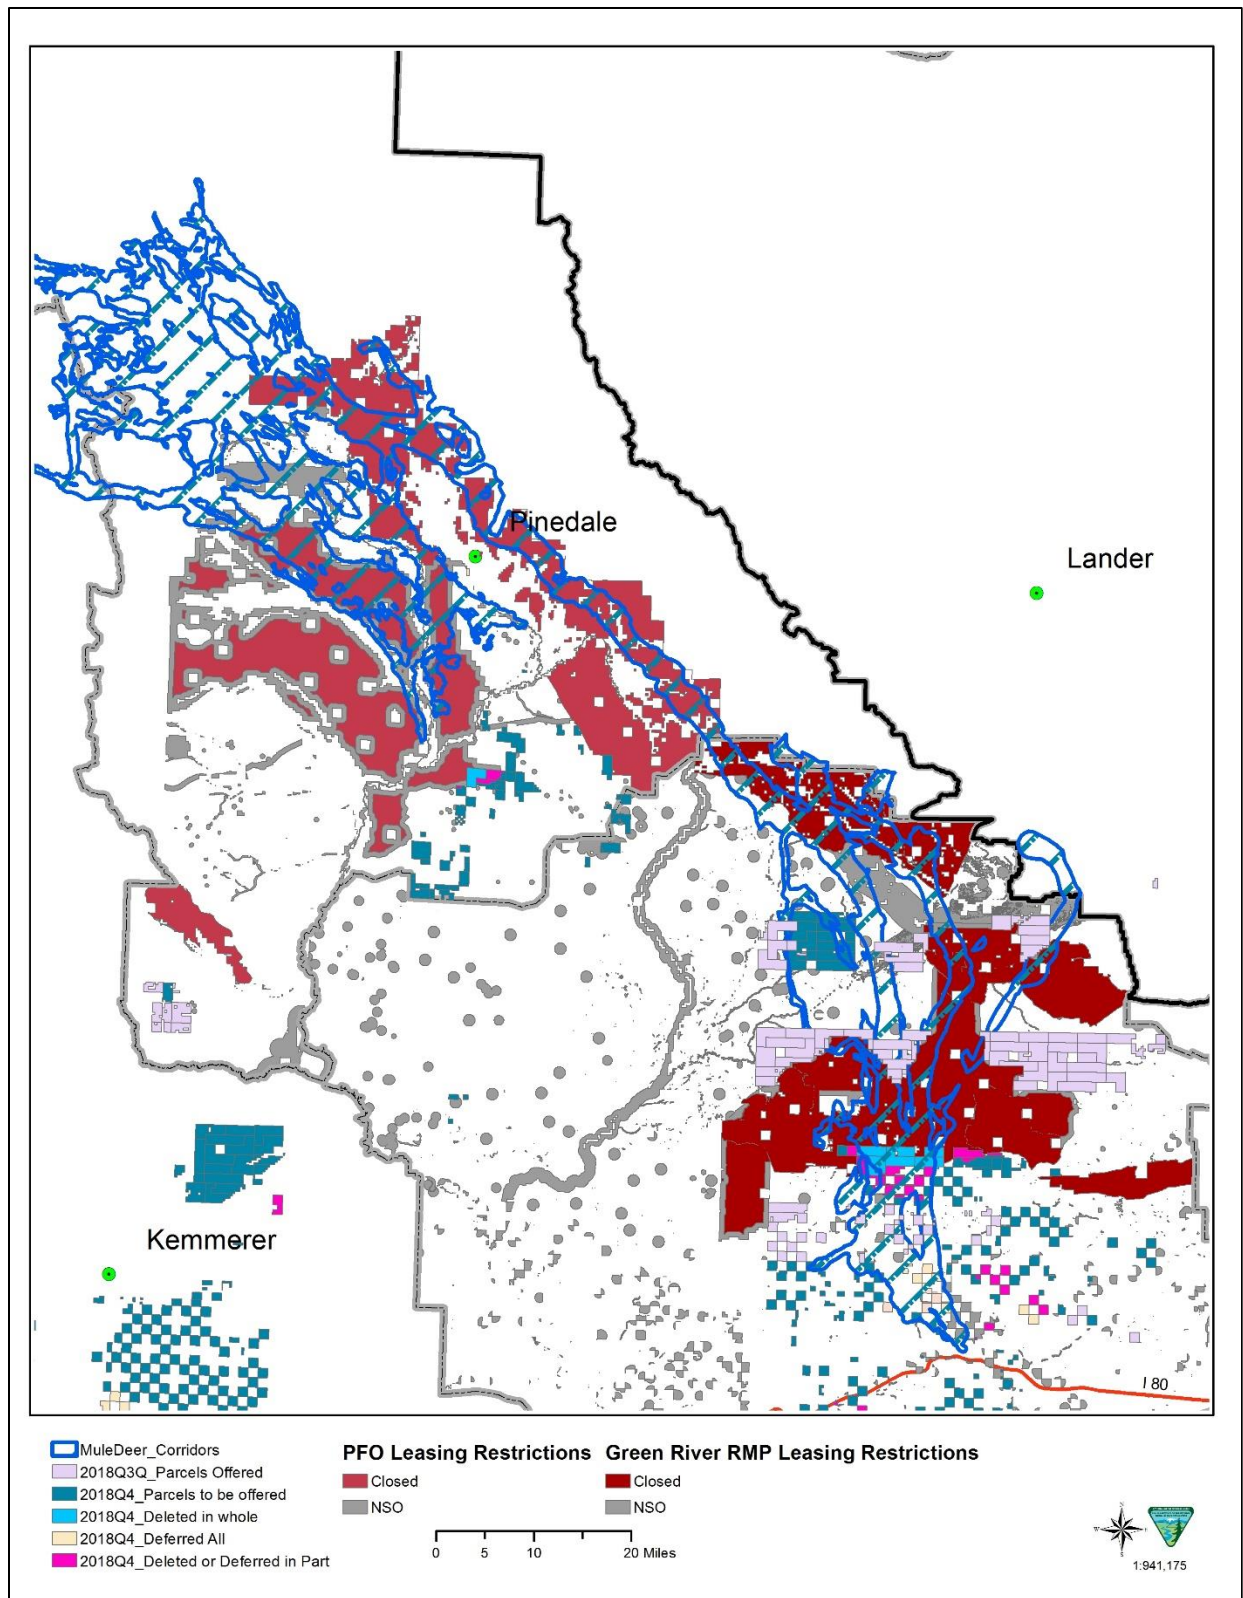 Pinedale
Lander
Kemmerer
I 80
MuleDeer_Corridors
2018Q3Q_Parcels Offered
2018Q4_Parcels to be offered
2018Q4_Deleted in whole
2018Q4_Deferred All
2018Q4_Deleted or Deferred in Part
PFO Leasing Restrictions
Closed
NSO
Green River RMP Leasing Restrictions
Closed
NSO
0 5 10 20 Miles
1:941,175